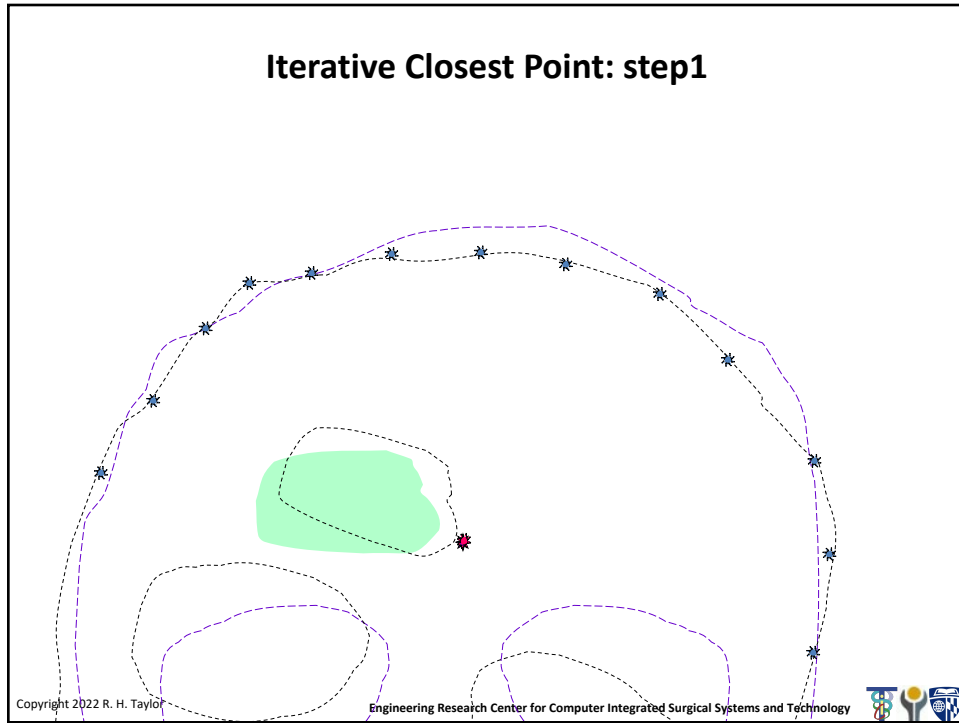 Iterative Closest Point: step1
Copyright 2022 R. H. Taylor
Engineering Research Center for Computer Integrated Surgical Systems and Technology